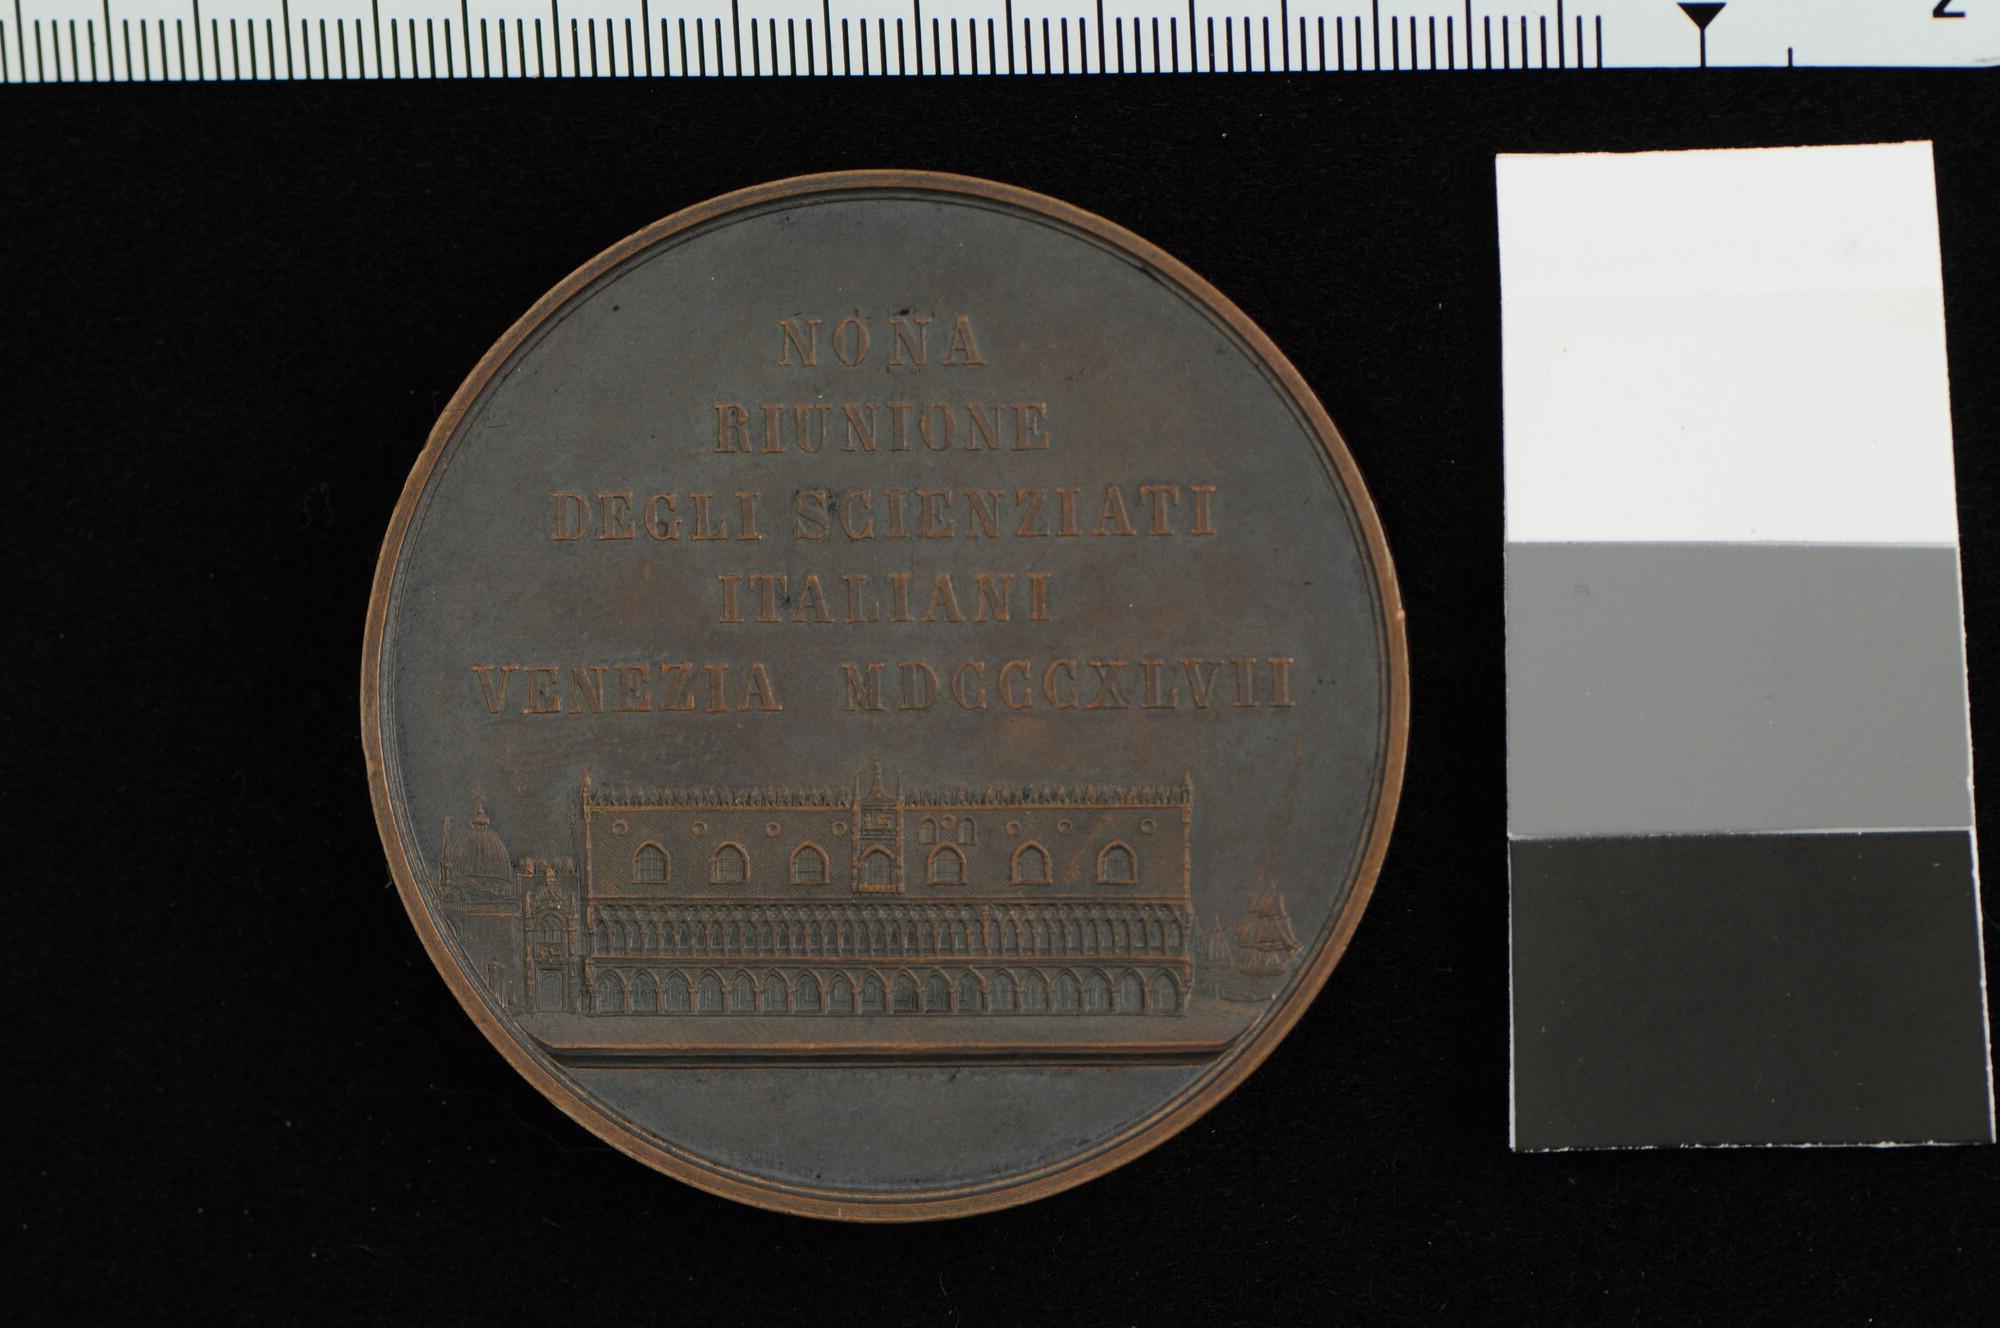 NONA
RIUNIONE
DEGLI SCIENZIATI
ITALIANI
VENEZIA MDCCCXLVII